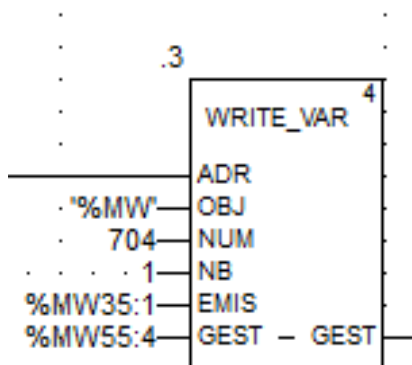 .3
4
WRITE_VAR
ADR
'%MW' OBJ
704 NUM
1 NB
%MW35:1 EMIS
%MW55:4 GEST – GEST